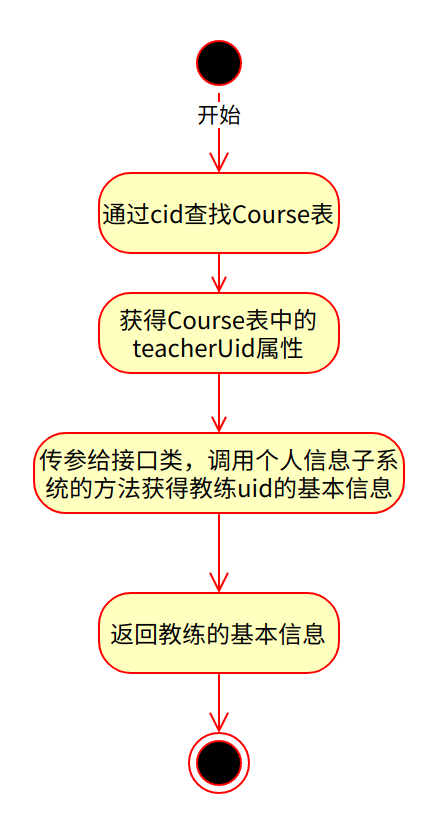 开始
通过cid查找Course表
获得Course表中的
teacherUid属性
传参给接口类，调用个人信息子系
统的方法获得教练uid的基本信息
返回教练的基本信息